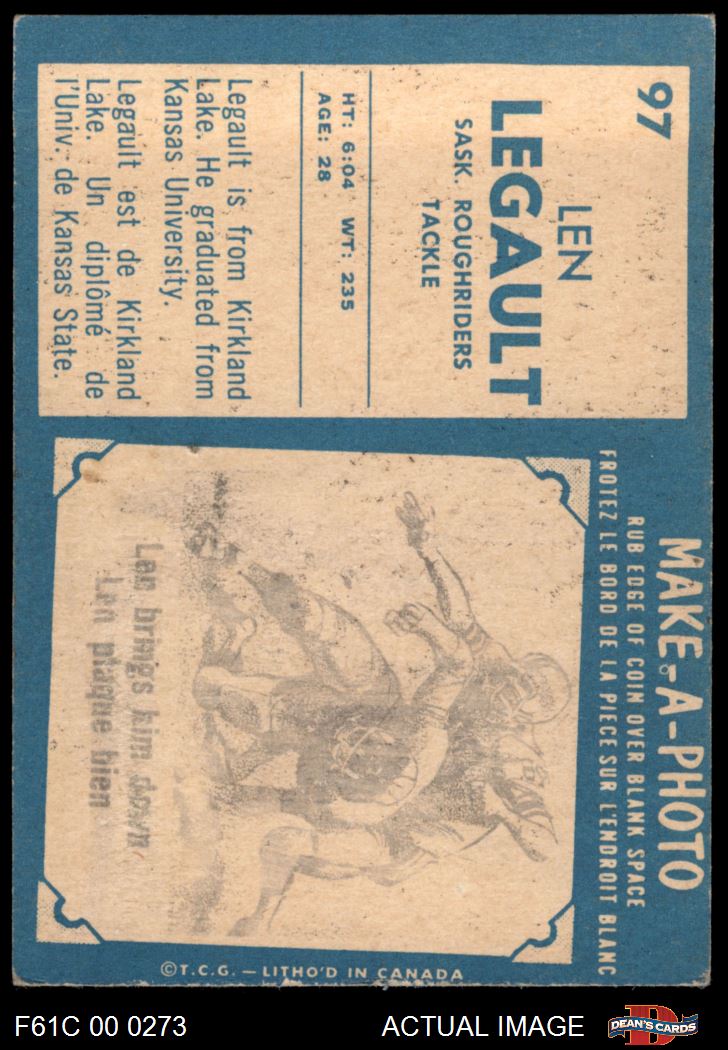 97
LEN
LEGAULT
SASK. ROUGHRIDERS
TACKLE
HT: 6:04 WT: 235
AGE: 28
Legault is from Kirkland
Lake. He graduated from
Kansas University.
Legault est de Kirkland
Lake. Un diplômé de
l'Univ. de Kansas State.
MAKE-A-PHOTO
RUB EDGE OF COIN OVER BLANK SPACE
FROTEZ LE BORD DE LA PIECE SUR L'ENDROIT BLANC
Len brings him down
Len plaque bien
©T.C.G. — LITHO'D IN CANADA
F61C 00 0273
ACTUAL IMAGE
D
DEAN'S CARDS